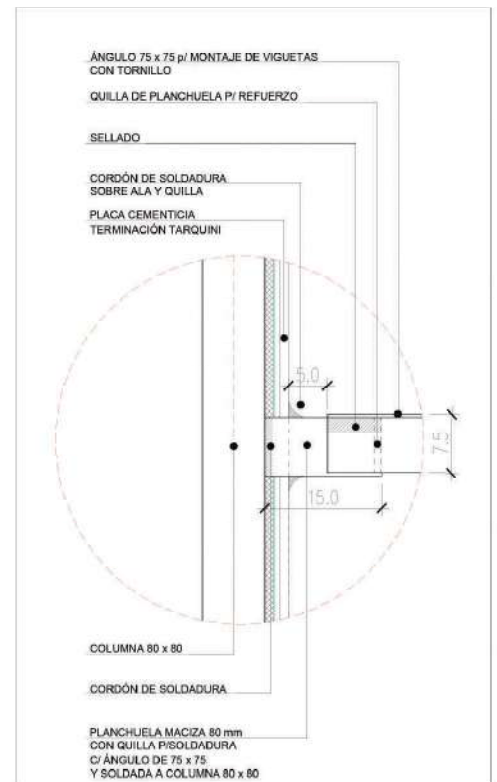 ÁNGULO 75 x 75 p/ MONTAJE DE VIGUETAS
CON TORNILLO
QUILLA DE PLANCHUELA P/ REFUERZO
SELLADO
CORDÓN DE SOLDADURA
SOBRE ALA Y QUILLA
PLACA CEMENTICIA
TERMINACIÓN TARQUINI
5.0
7.5
15.0
COLUMNA 80 x 80
CORDÓN DE SOLDADURA
PLANCHUELA MACIZA 80 mm
CON QUILLA P/SOLDADURA
C/ ÁNGULO DE 75 x 75
Y SOLDADA A COLUMNA 80 x 80